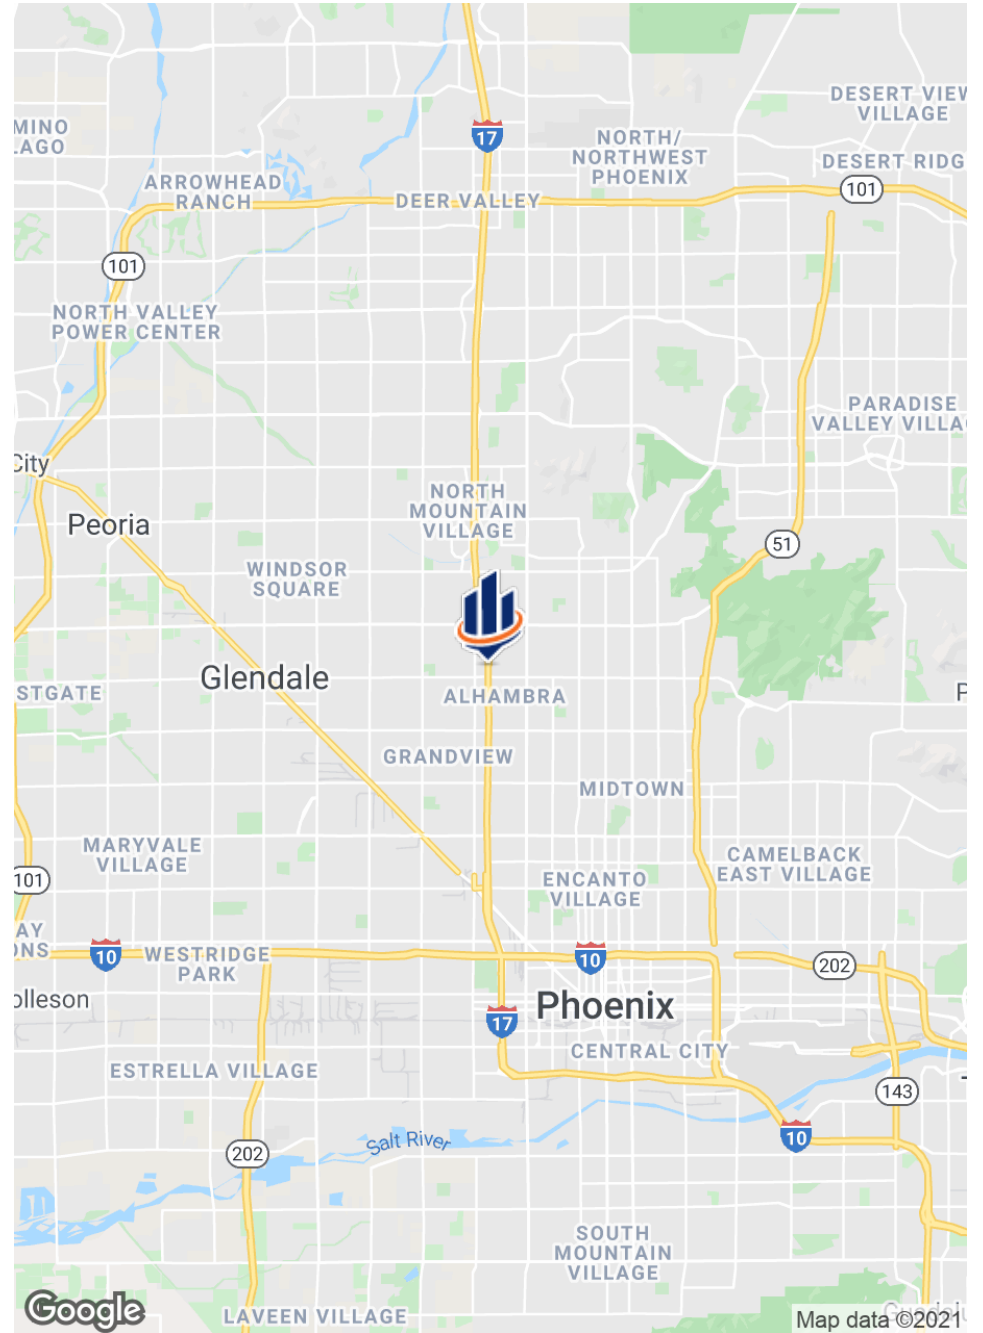 DESERT VIEW
VILLAGE
MINO
LAGO
17
NORTH/
NORTHWEST
PHOENIX
DESERT RIDG
ARROWHEAD
RANCH
DEER VALLEY
101
101
NORTH VALLEY
POWER CENTER
PARADISE
VALLEY VILLA
City
NORTH
MOUNTAIN
VILLAGE
Peoria
51
WINDSOR
SQUARE
Glendale
STGATE
ALHAMBRA
P
GRANDVIEW
MIDTOWN
MARYVALE
VILLAGE
CAMELBACK
EAST VILLAGE
101
ENCANTO
VILLAGE
AY
ONS
10
WESTRIDGE
PARK
10
202
olleson
Phoenix
17
CENTRAL CITY
ESTRELLA VILLAGE
143
Salt River
10
202
SOUTH
MOUNTAIN
VILLAGE
Google
LAVEEN VILLAGE
Map data ©2021